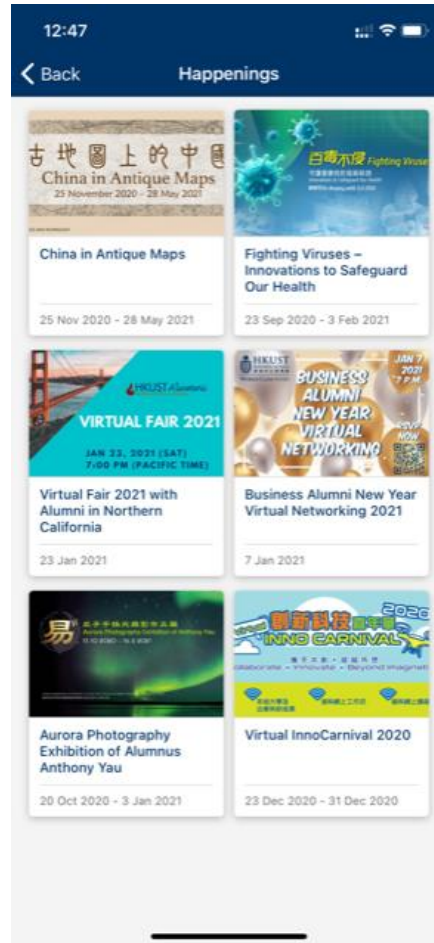 12:47
Back
Happenings
古地圖上的中國
China in Antique Maps
25 November 2020 - 28 May 2021
China in Antique Maps
25 Nov 2020 - 28 May 2021
百毒不侵 Fighting Viruses
Fighting Viruses –
Innovations to Safeguard
Our Health
23 Sep 2020 - 3 Feb 2021
HKUST Alumni
VIRTUAL FAIR 2021
JAN 23, 2021 (SAT)
7:00 PM (PACIFIC TIME)
Virtual Fair 2021 with
Alumni in Northern
California
23 Jan 2021
HKUST
JAN 7
2021
7 PM
BUSINESS
ALUMNI
NEW YEAR
VIRTUAL
NETWORKING
RSVP
NOW
Business Alumni New Year
Virtual Networking 2021
7 Jan 2021
易
Aurora Photography Exhibition of Anthony Yau
Aurora Photography
Exhibition of Alumnus
Anthony Yau
20 Oct 2020 - 3 Jan 2021
創新科技嘉年華
2020
INNO CARNIVAL
Collaborate • Innovate • Beyond Imagination
Virtual InnoCarnival 2020
23 Dec 2020 - 31 Dec 2020